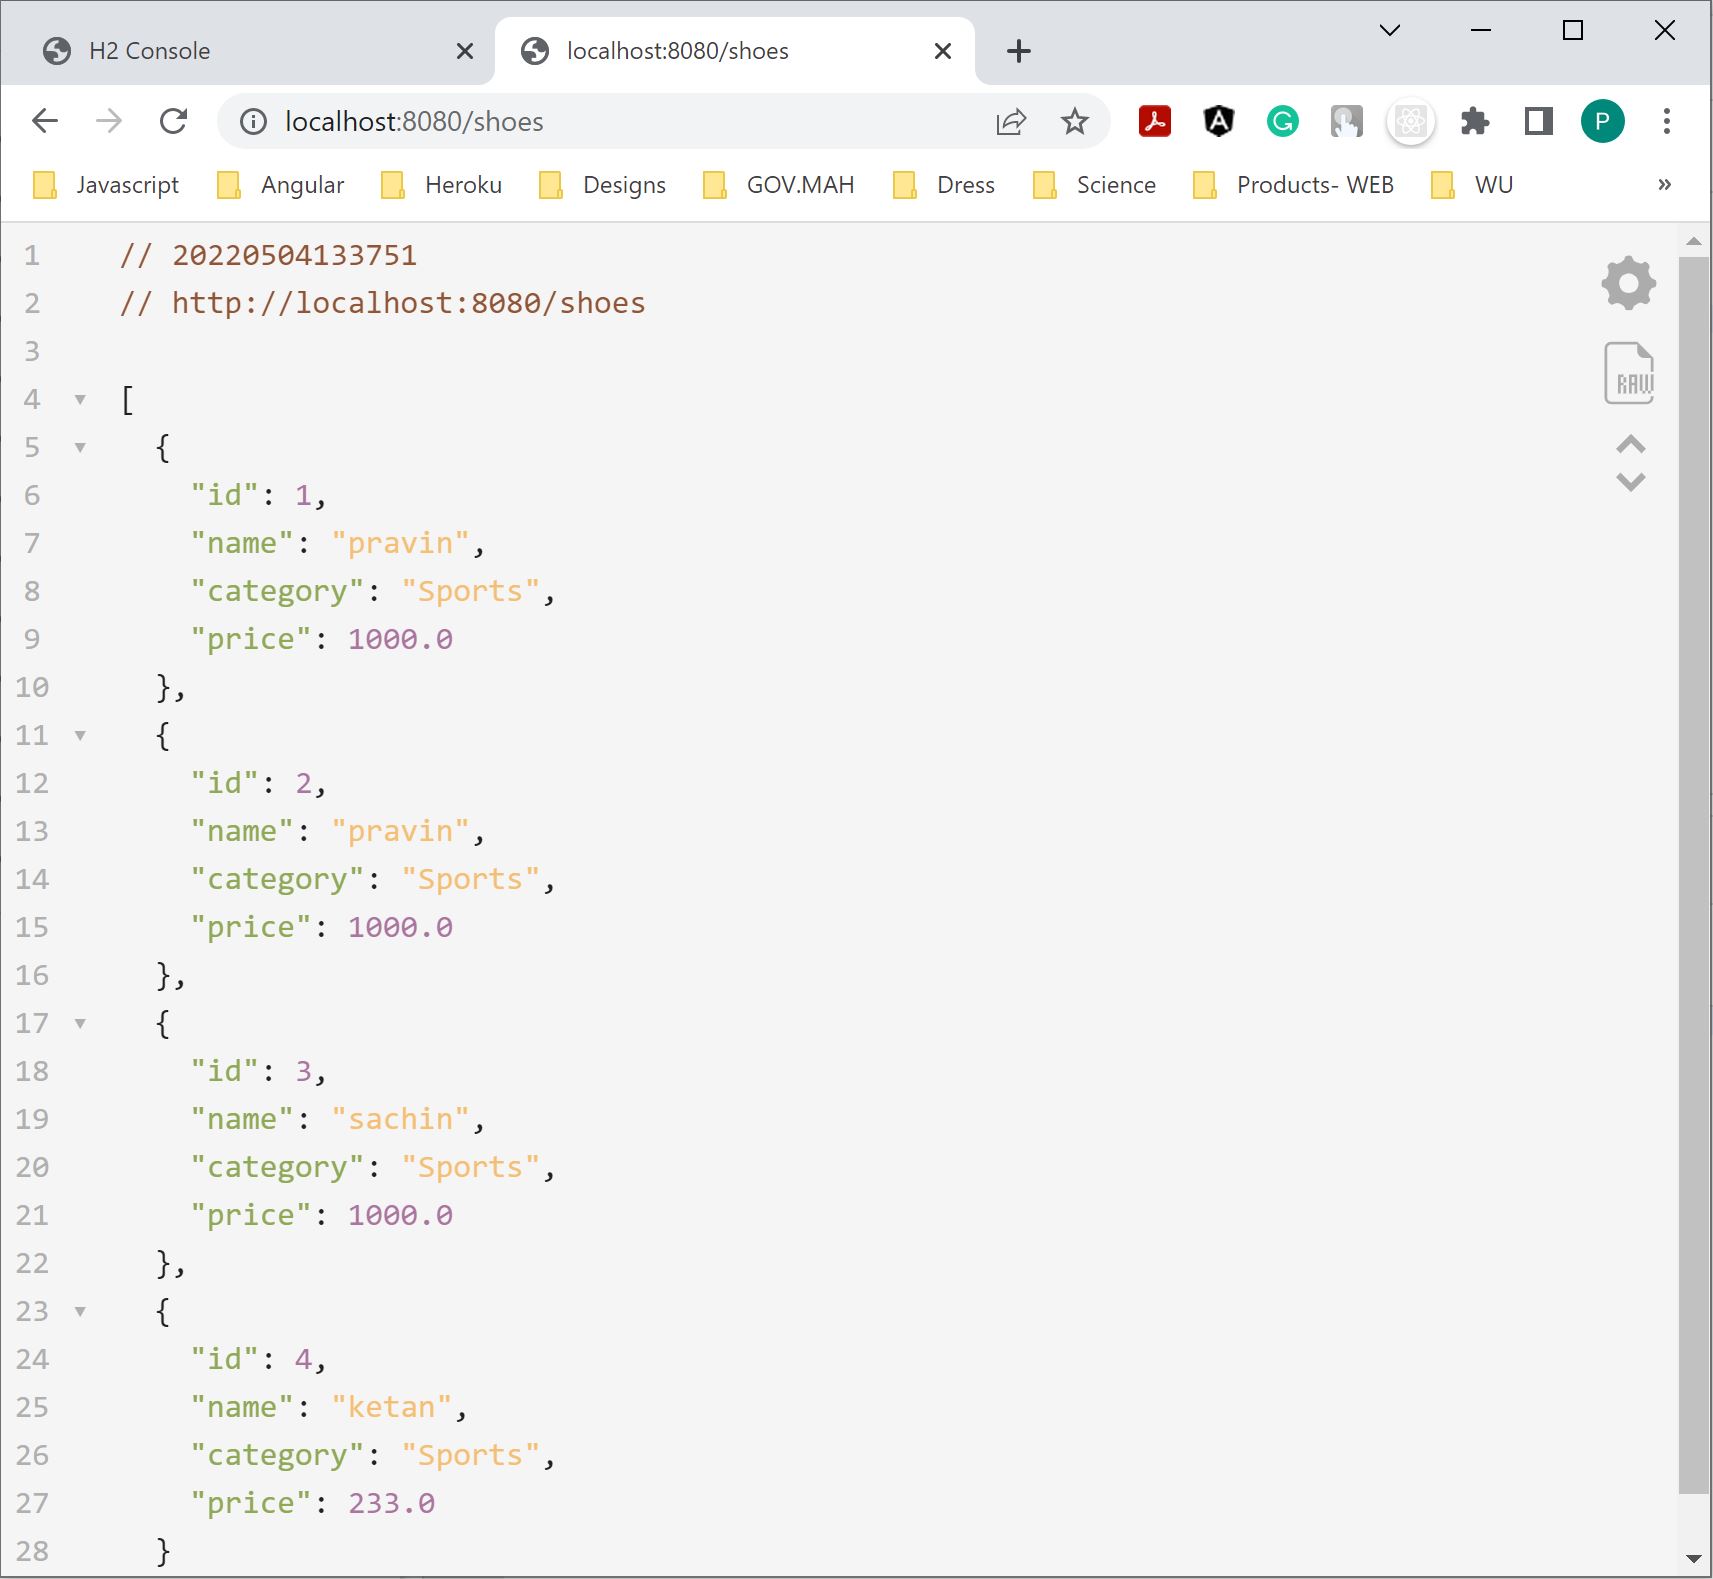 H2 Console
localhost:8080/shoes
localhost:8080/shoes
P
Javascript Angular Heroku Designs GOV.MAH Dress Science Products- WEB WU »
1 // 20220504133751
2 // http://localhost:8080/shoes
3
4 [
5 {
6 "id": 1,
7 "name": "pravin",
8 "category": "Sports",
9 "price": 1000.0
10 },
11 {
12 "id": 2,
13 "name": "pravin",
14 "category": "Sports",
15 "price": 1000.0
16 },
17 {
18 "id": 3,
19 "name": "sachin",
20 "category": "Sports",
21 "price": 1000.0
22 },
23 {
24 "id": 4,
25 "name": "ketan",
26 "category": "Sports",
27 "price": 233.0
28 }
RAW